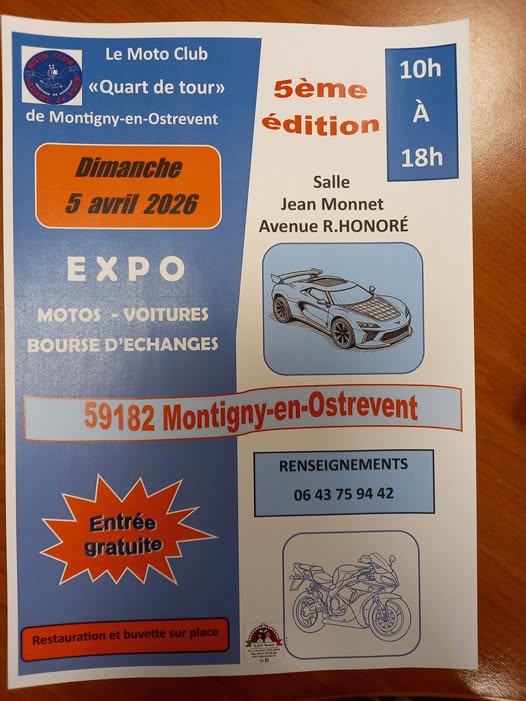 MOTO CLUB
Le Moto Club
«Quart de tour»
de Montigny-en-Ostrevent
5ème
édition
10h
À
18h
Dimanche
5 avril 2026
Salle
Jean Monnet
Avenue R.HONORÉ
EXPO
MOTOS - VOITURES
BOURSE D'ECHANGES
59182 Montigny-en-Ostrevent
RENSEIGNEMENTS
06 43 75 94 42
Entrée
gratuite
Restauration et buvette sur place